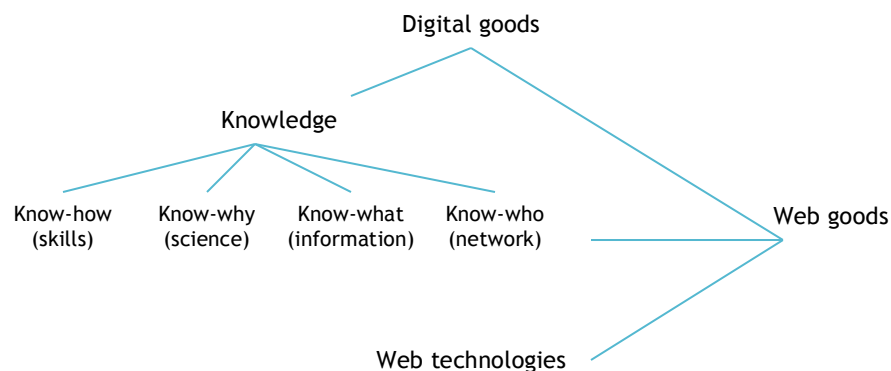 Digital goods
Knowledge
Know-how
(skills)
Know-why
(science)
Know-what
(information)
Know-who
(network)
Web goods
Web technologies